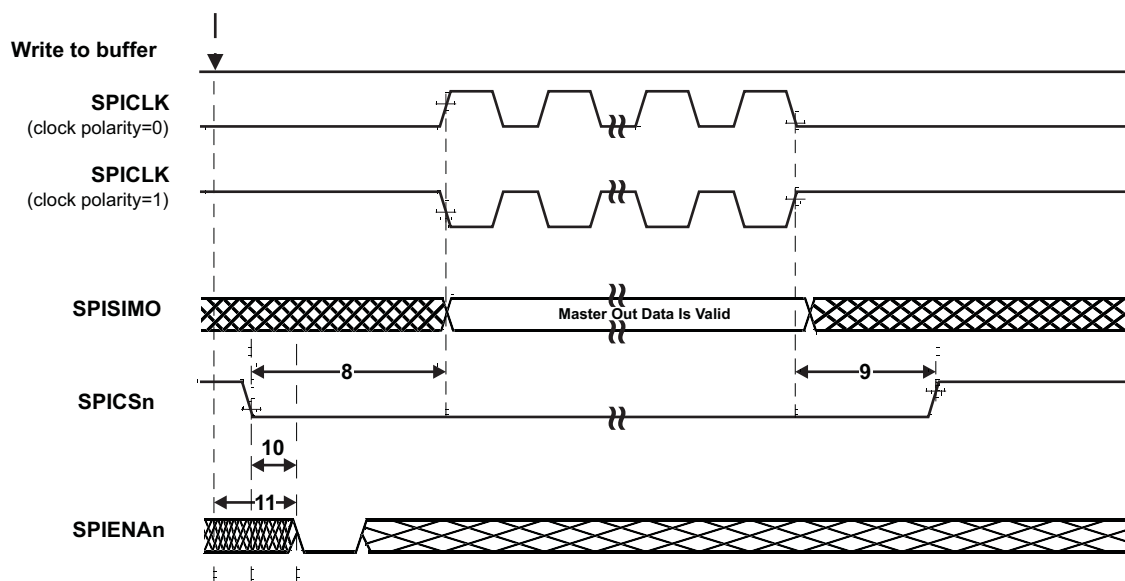 Write to buffer
SPICLK
(clock polarity=0)
SPICLK
(clock polarity=1)
SPISIMO
Master Out Data Is Valid
8
9
SPICSn
10
11
SPIENAn